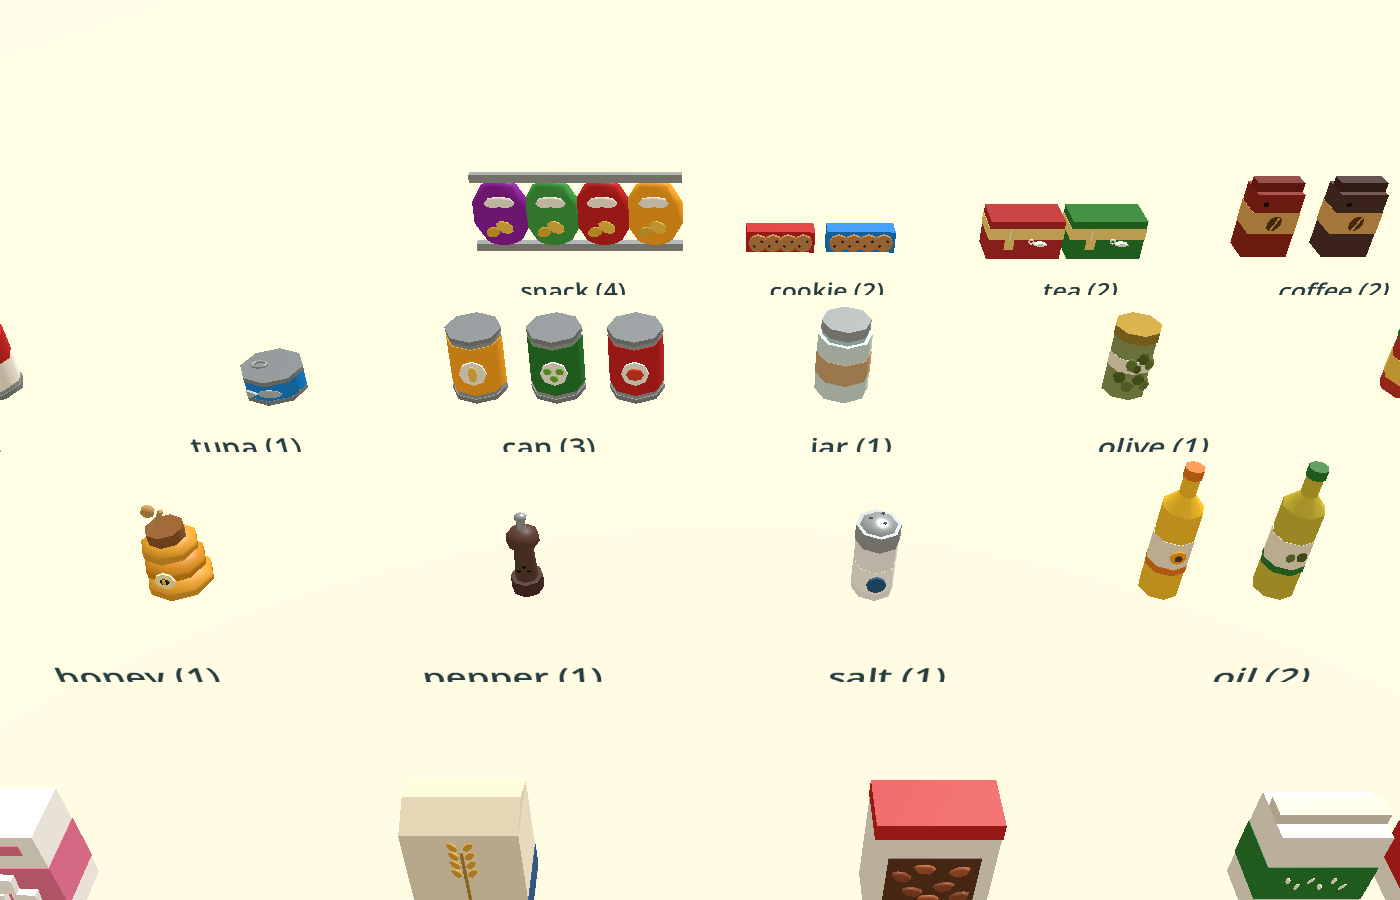 snack (4)
cookie (2)
tea (2)
coffee (2)
tuna (1)
can (3)
jar (1)
olive (1)
honey (1)
pepper (1)
salt (1)
oil (2)